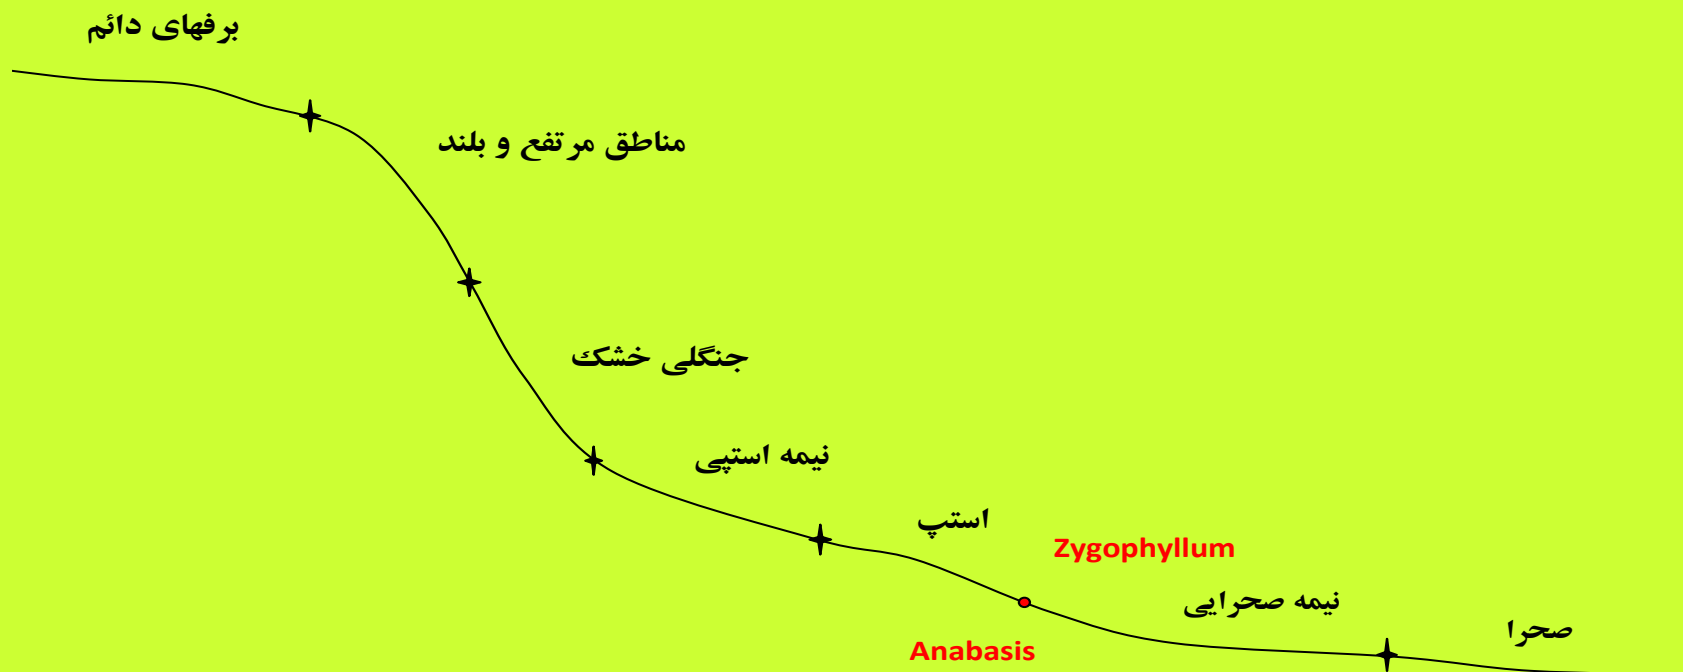 برفهای دائم
مناطق مرتفع و بلند
جنگلی خشک
نیمه استپی
استپ
Zygophyllum
نیمه صحرایی
صحرا
Anabasis